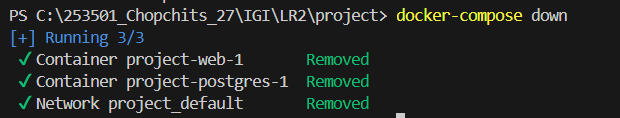 PS C:\253501_Chopchits_27\IGI\LR2\project> docker-compose down
[+] Running 3/3
✓ Container project-web-1 Removed
✓ Container project-postgres-1 Removed
✓ Network project_default Removed